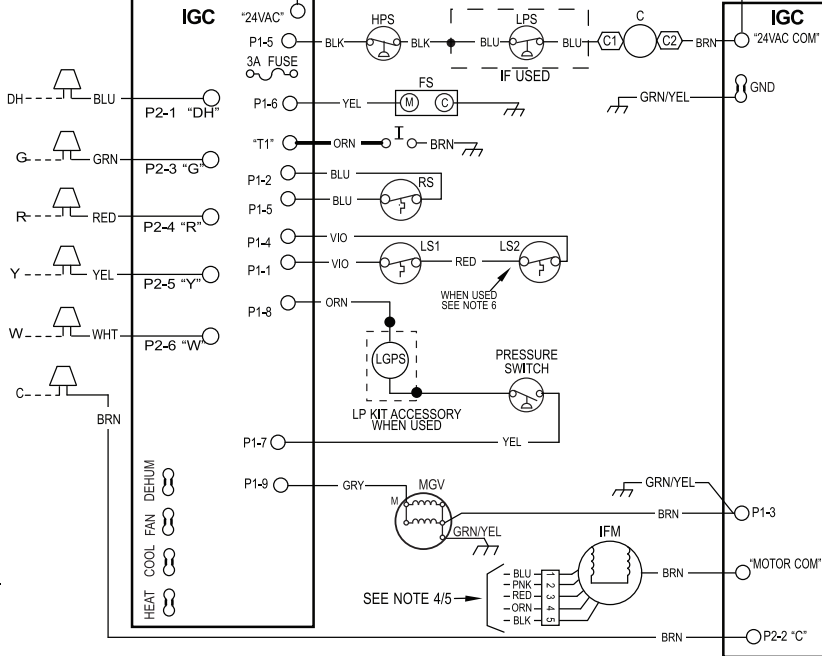 IGC
"24VAC"
HPS
LPS
C
IGC
P1-5
BLK
BLK
BLU
BLU
C1
C2
BRN
"24VAC COM"
3A FUSE
IF USED
FS
GND
DH
BLU
P2-1 "DH"
P1-6
YEL
M
C
GRN/YEL
"T1"
ORN
I
BRN
G
GRN
P2-3 "G"
P1-2
BLU
RS
P1-5
BLU
R
RED
P2-4 "R"
P1-4
VIO
LS1
LS2
P1-1
VIO
RED
Y
YEL
P2-5 "Y"
WHEN USED
SEE NOTE 6
P1-8
ORN
W
WHT
P2-6 "W"
LGPS
PRESSURE
SWITCH
C
LP KIT ACCESSORY
WHEN USED
BRN
P1-7
YEL
DEHUM
P1-9
GRY
MGV
M
GRN/YEL
BRN
P1-3
FAN
GRN/YEL
IFM
COOL
BLU
PNK
RED
ORN
BLK
1
2
3
4
5
BRN
"MOTOR COM"
HEAT
SEE NOTE 4/5
BRN
P2-2 "C"